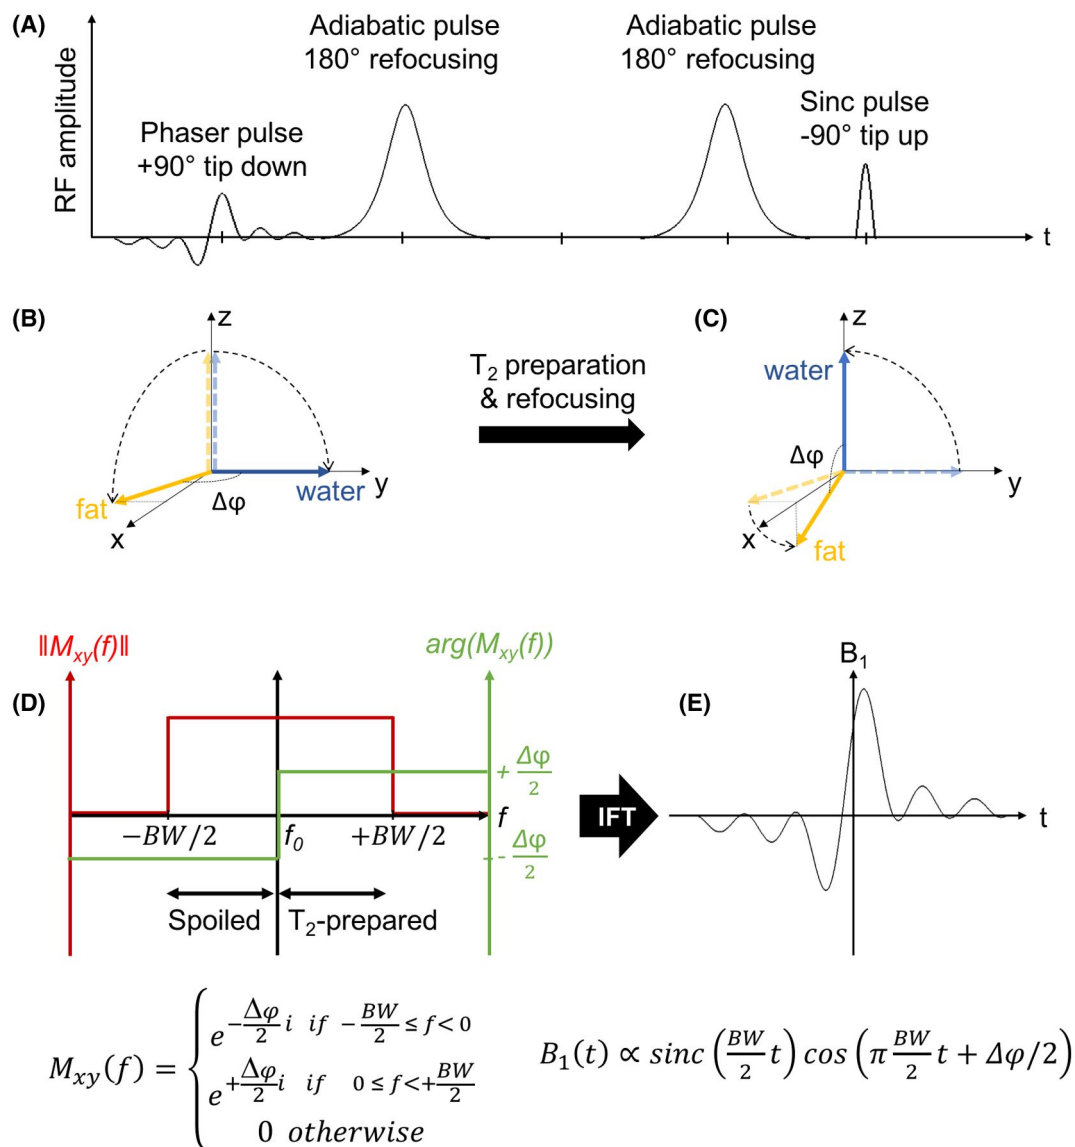 (A)
RF amplitude
Phaser pulse
+90° tip down
Adiabatic pulse
180° refocusing
Adiabatic pulse
180° refocusing
Sinc pulse
-90° tip up
t
(B)
z
fat
x
Δφ
water
y
T₂ preparation
& refocusing
(C)
z
water
Δφ
y
x
fat
(D)
‖M_xy(f)‖
arg(M_xy(f))
+ Δφ/2
f
−BW/2
f₀
+BW/2
- Δφ/2
Spoiled
T₂-prepared
IFT
(E)
B₁
t
M_xy(f) = { e^(−Δφ/2 i) if −BW/2 ≤ f < 0
e^(+Δφ/2 i) if 0 ≤ f < +BW/2
0 otherwise
B₁(t) ∝ sinc (BW/2 t) cos (π BW/2 t + Δφ/2)